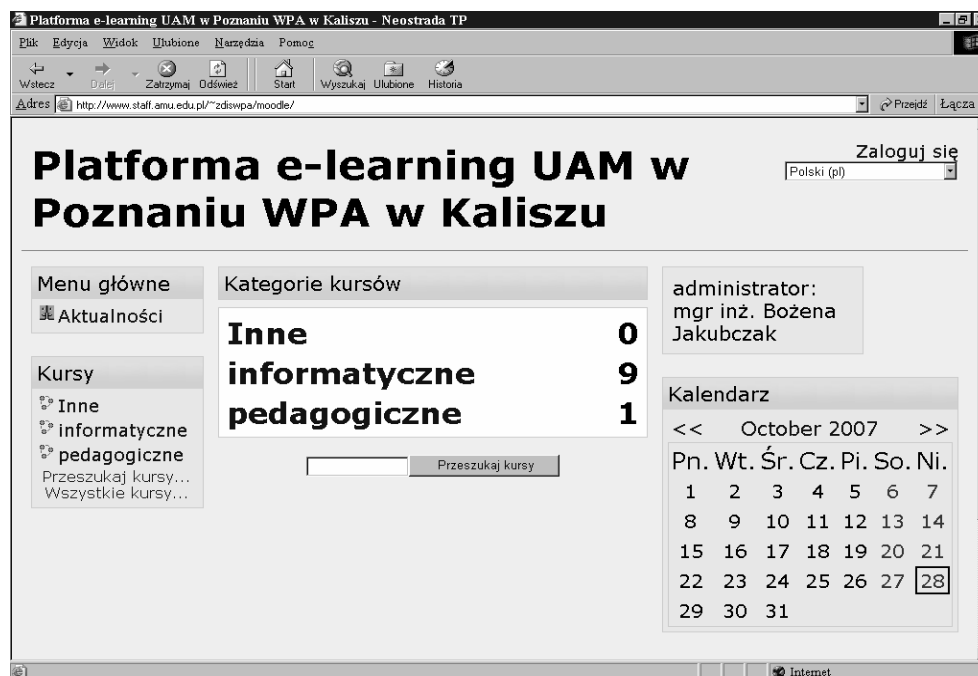 Platforma e-learning UAM w Poznaniu WPA w Kaliszu - Neostrada TP
Plik Edycja Widok Ulubione Narzędzia Pomoc
Wstecz Dalej Zatrzymaj Odśwież Start Wyszukaj Ulubione Historia
Adres http://www.staff.amu.edu.pl/~zdiswpa/moodle/ Przejdź Łącza
Platforma e-learning UAM w
Poznaniu WPA w Kaliszu
Zaloguj się
Polski (pl)
Menu główne
Aktualności
Kursy
Inne
informatyczne
pedagogiczne
Przeszukaj kursy...
Wszystkie kursy...
Kategorie kursów
Inne 0
informatyczne 9
pedagogiczne 1
Przeszukaj kursy
administrator:
mgr inż. Bożena
Jakubczak
Kalendarz
<< October 2007 >>
Pn. Wt. Śr. Cz. Pi. So. Ni.
1 2 3 4 5 6 7
8 9 10 11 12 13 14
15 16 17 18 19 20 21
22 23 24 25 26 27 28
29 30 31
Internet